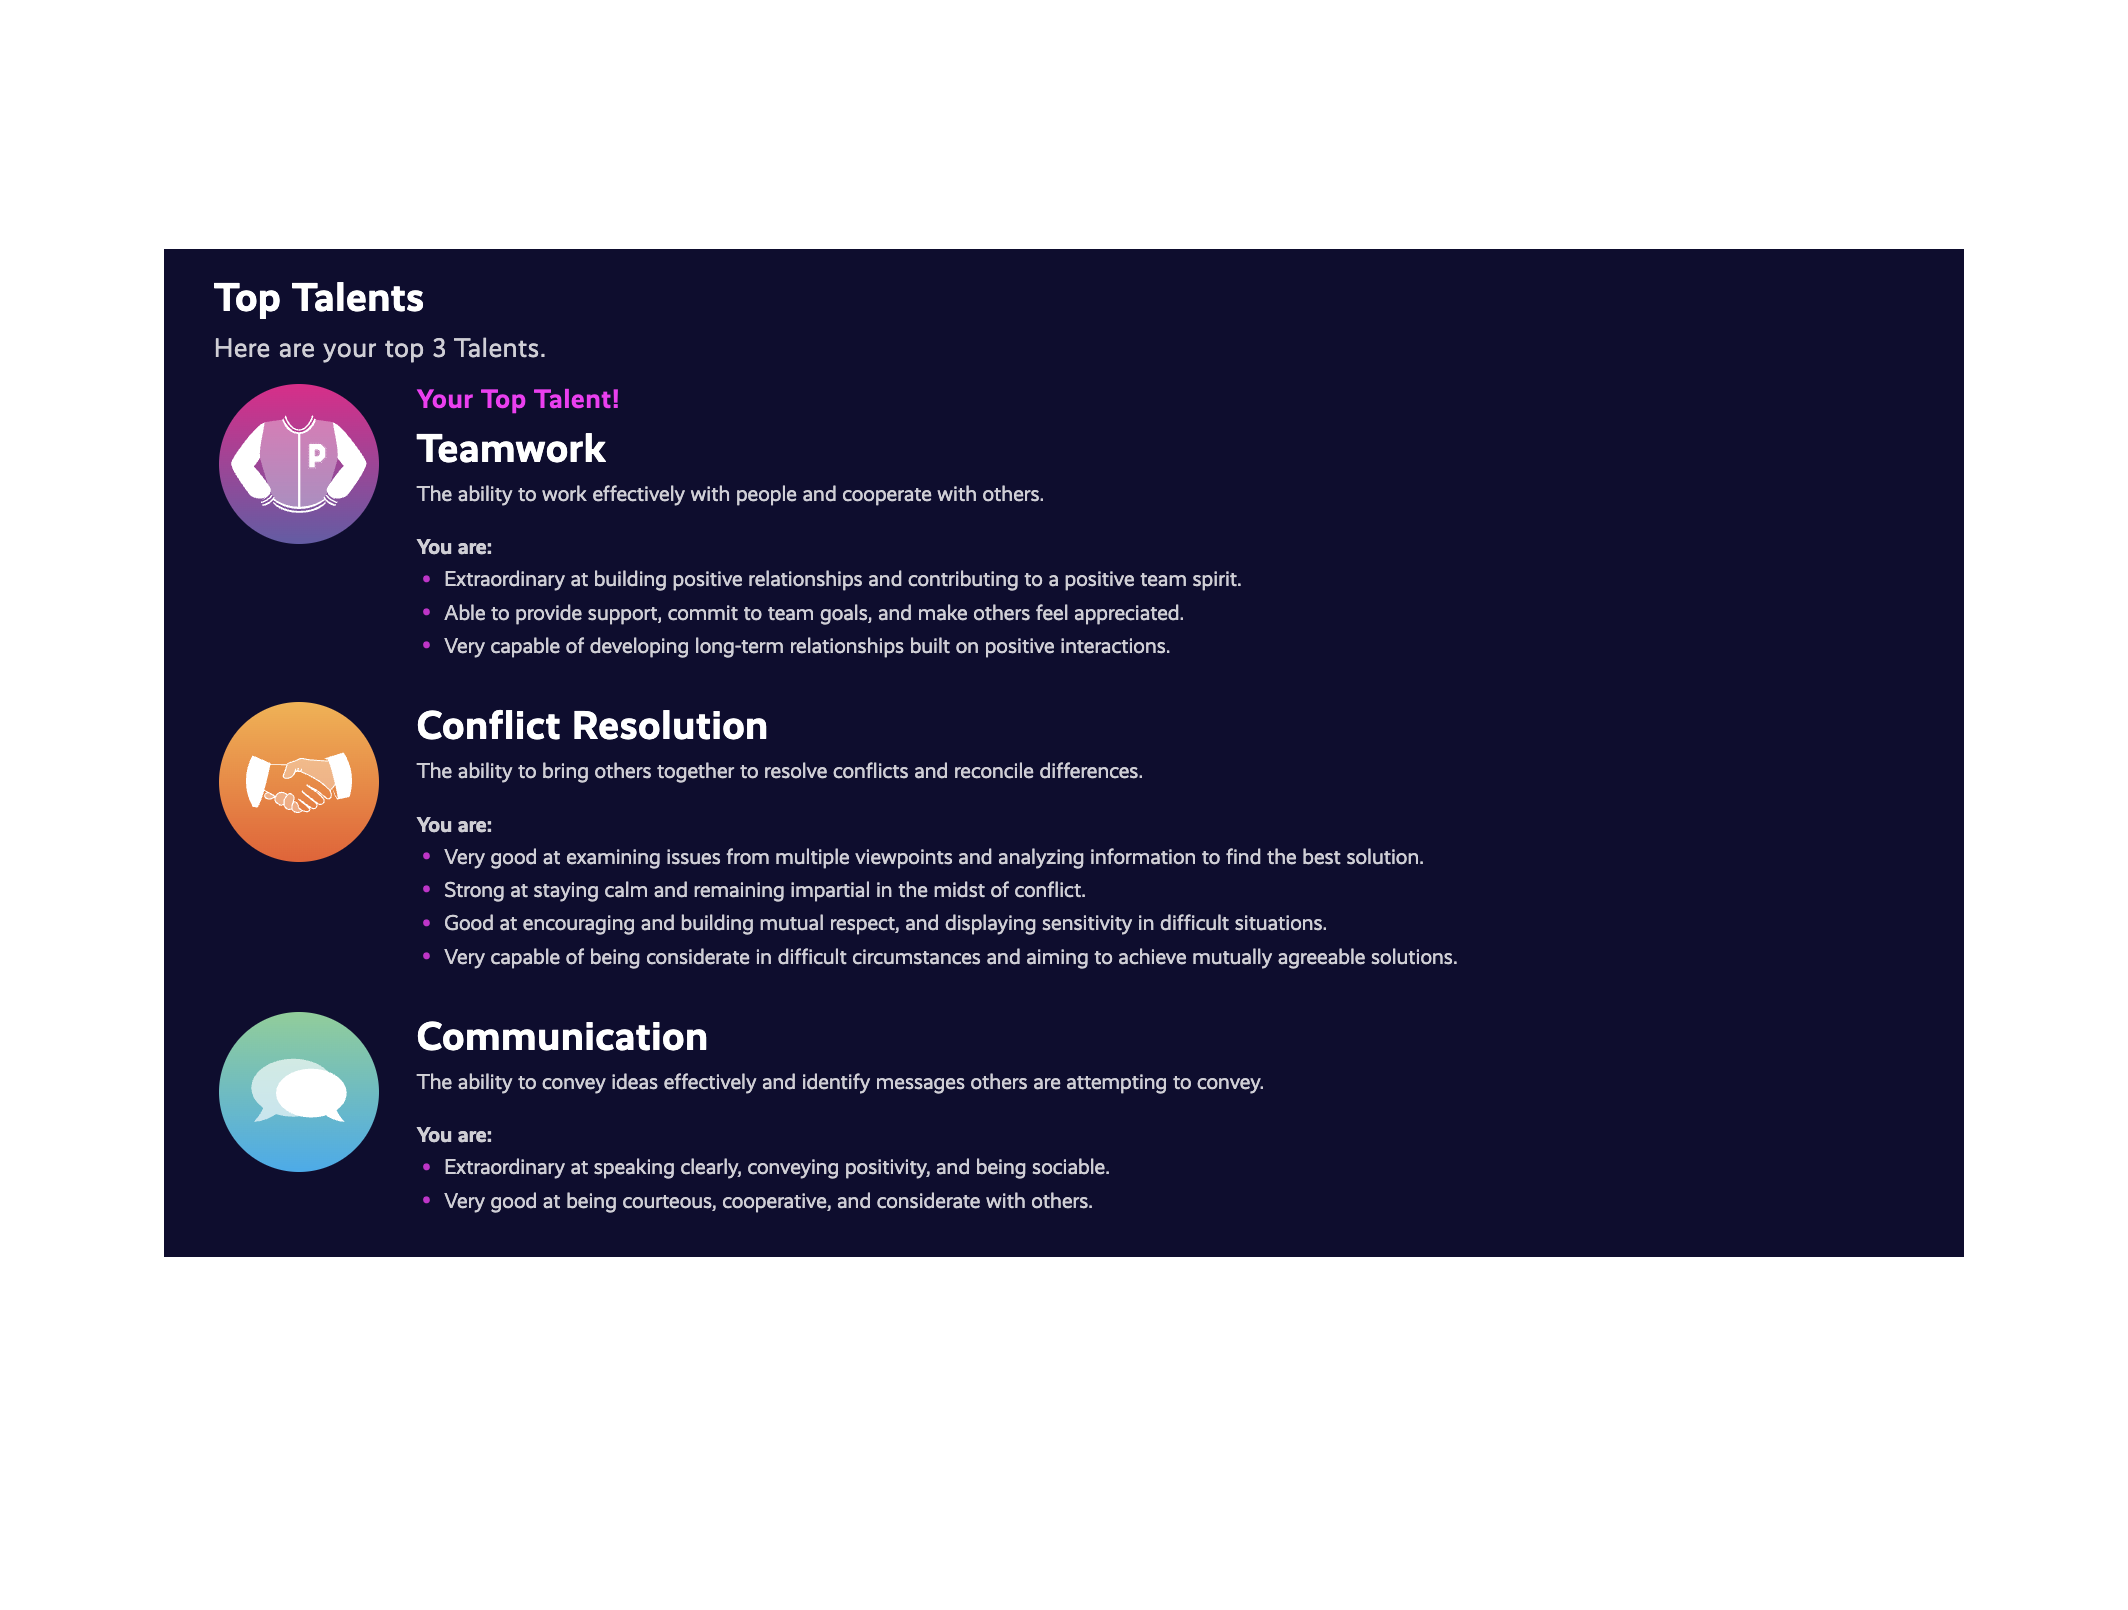 Top Talents
Here are your top 3 Talents.
P
Your Top Talent!
Teamwork
The ability to work effectively with people and cooperate with others.
You are:
• Extraordinary at building positive relationships and contributing to a positive team spirit.
• Able to provide support, commit to team goals, and make others feel appreciated.
• Very capable of developing long-term relationships built on positive interactions.
Conflict Resolution
The ability to bring others together to resolve conflicts and reconcile differences.
You are:
• Very good at examining issues from multiple viewpoints and analyzing information to find the best solution.
• Strong at staying calm and remaining impartial in the midst of conflict.
• Good at encouraging and building mutual respect, and displaying sensitivity in difficult situations.
• Very capable of being considerate in difficult circumstances and aiming to achieve mutually agreeable solutions.
Communication
The ability to convey ideas effectively and identify messages others are attempting to convey.
You are:
• Extraordinary at speaking clearly, conveying positivity, and being sociable.
• Very good at being courteous, cooperative, and considerate with others.